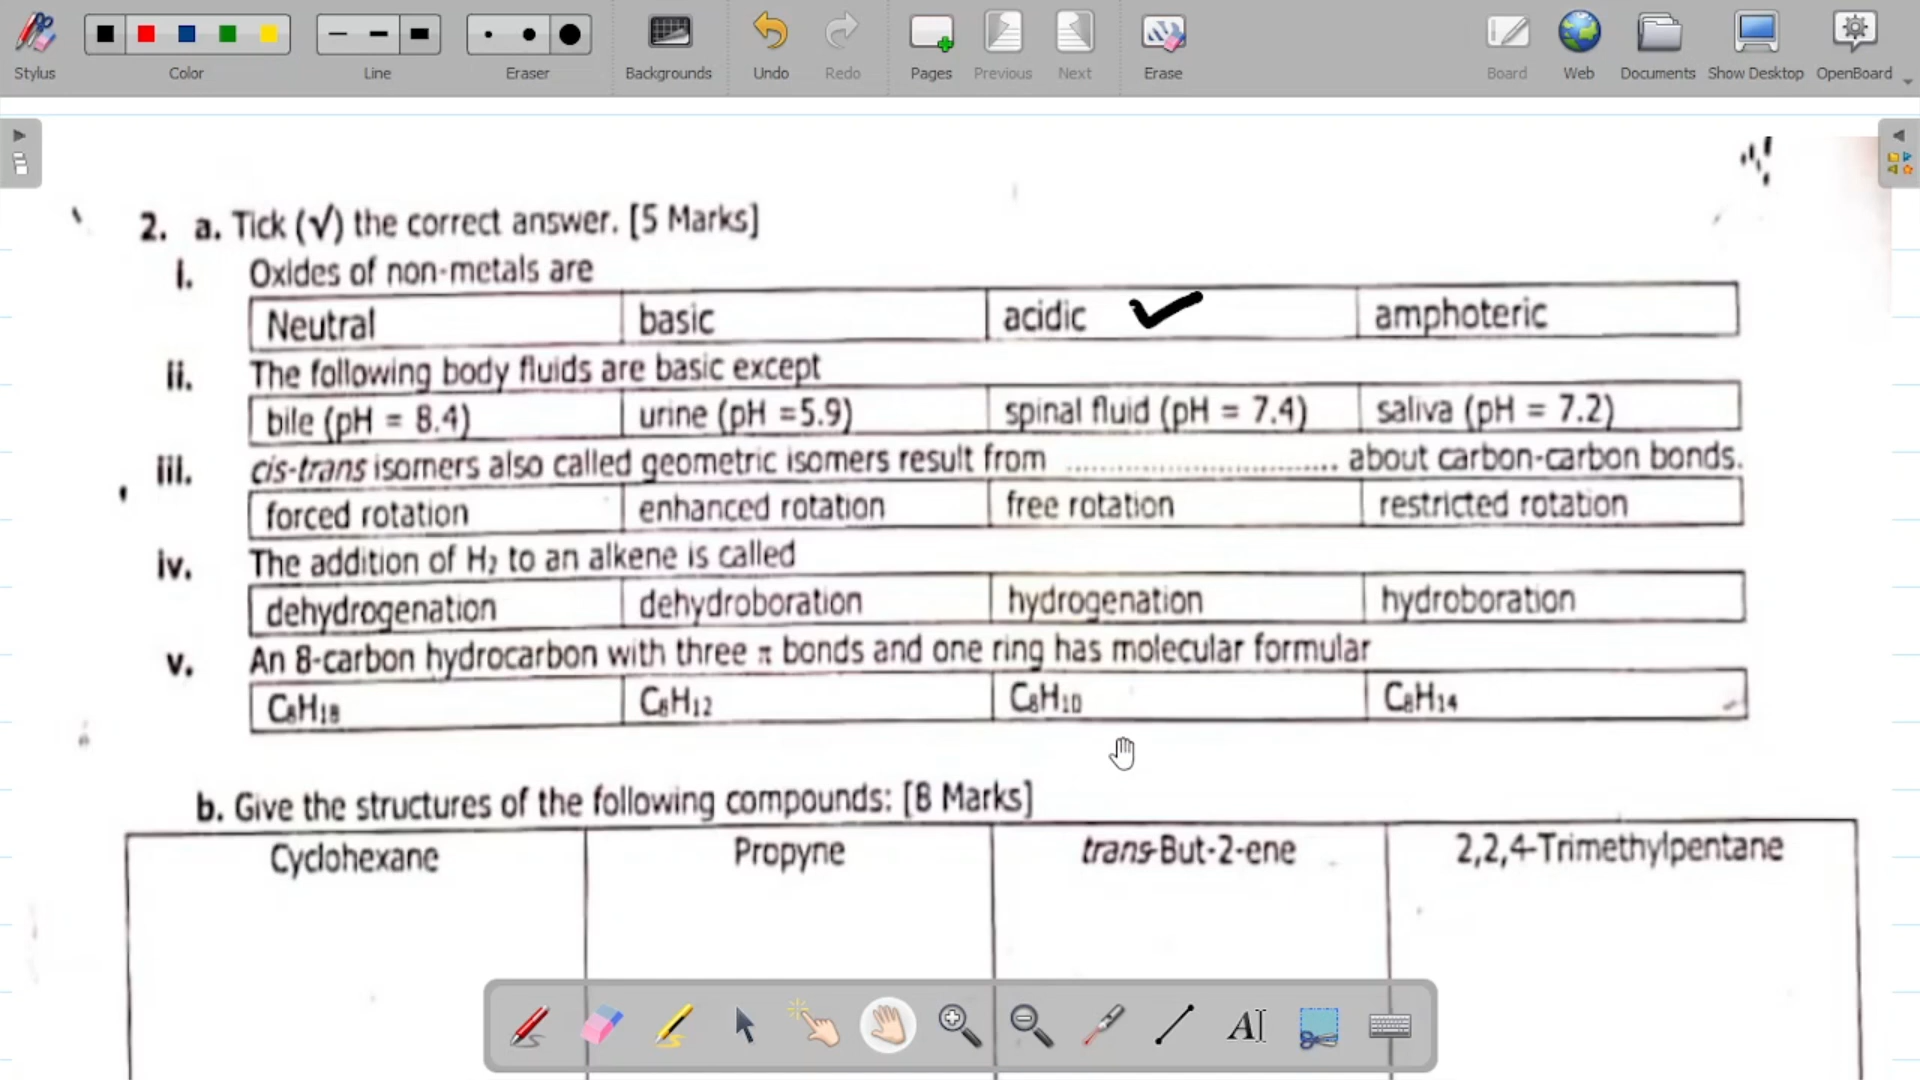 Stylus Color Line Eraser Backgrounds Undo Redo Pages Previous Next Erase Board Web Documents Show Desktop OpenBoard
2. a. Tick (√) the correct answer. [5 Marks]
i. Oxides of non-metals are
Neutral basic acidic ✓ amphoteric
ii. The following body fluids are basic except
bile (pH = 8.4) urine (pH =5.9) spinal fluid (pH = 7.4) saliva (pH = 7.2)
iii. cis-trans isomers also called geometric isomers result from .............................. about carbon-carbon bonds.
forced rotation enhanced rotation free rotation restricted rotation
iv. The addition of H₂ to an alkene is called
dehydrogenation dehydroboration hydrogenation hydroboration
v. An 8-carbon hydrocarbon with three π bonds and one ring has molecular formular
C₈H₁₈ C₈H₁₂ C₈H₁₀ C₈H₁₄
b. Give the structures of the following compounds: [8 Marks]
Cyclohexane Propyne trans-But-2-ene 2,2,4-Trimethylpentane